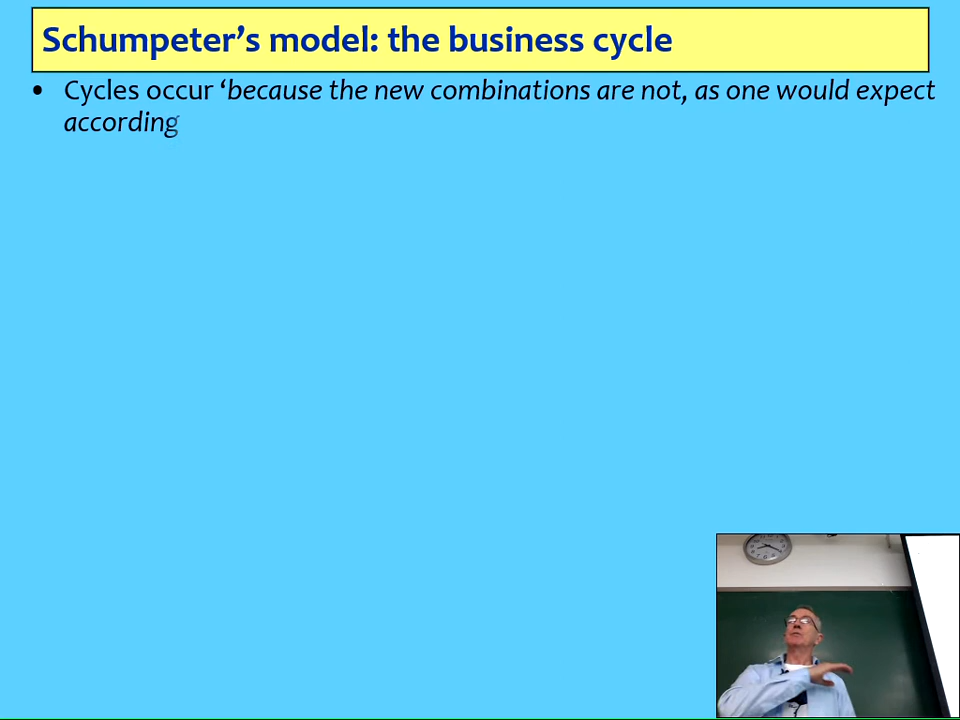 Schumpeter’s model: the business cycle
• Cycles occur ‘because the new combinations are not, as one would expect
according